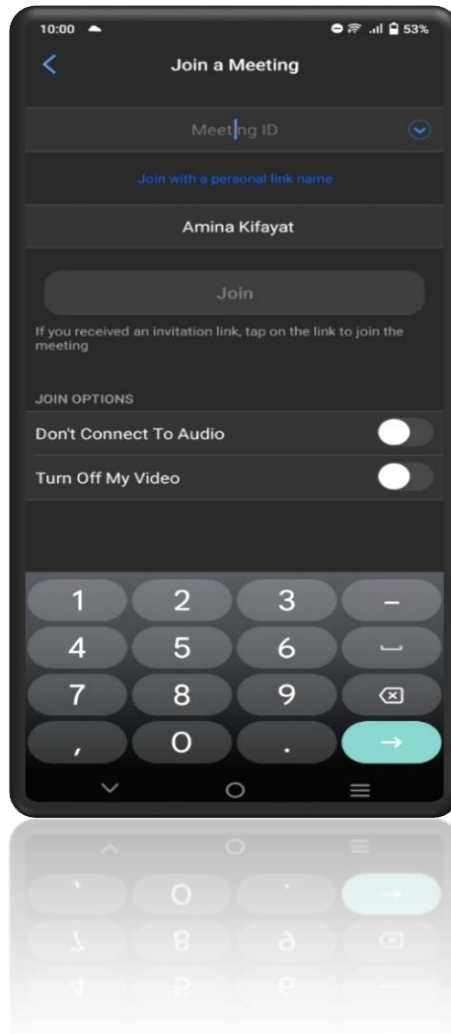 10:00 53%
Join a Meeting
Meeting ID
Join with a personal link name
Amina Kifayat
Join
If you received an invitation link, tap on the link to join the
meeting
JOIN OPTIONS
Don't Connect To Audio
Turn Off My Video
1 2 3 –
4 5 6
7 8 9
, 0 .